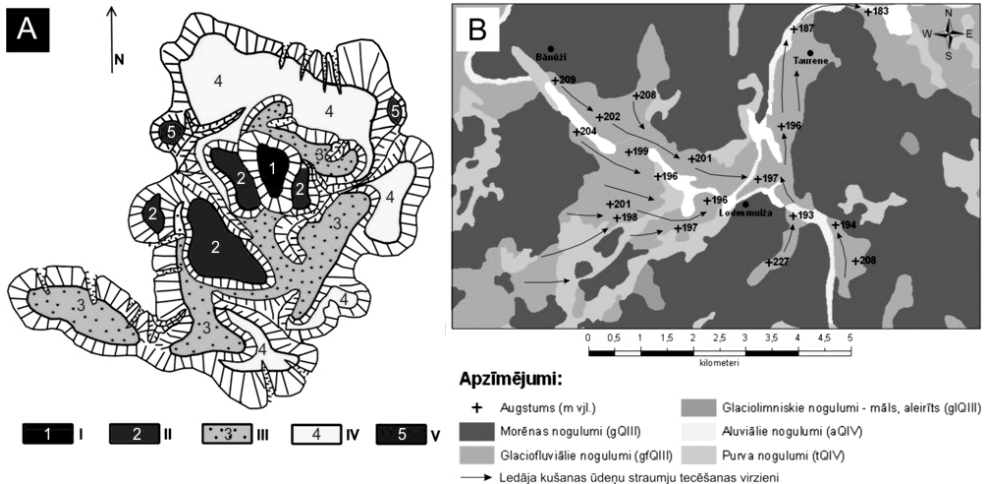 A
N
4
4
5
5
3
2
1
2
4
2
3
2
3
3
4
4
1 I 2 II 3 III 4 IV 5 V
B
N
W E
S
+183
+187
Bānūži
Taurene
+209
+208
+202
+204
+196
+199
+201
+196
+197
+201
+196
+198
Lodesmuiža
+193
+197
+194
+227
+208
0 0,5 1 1,5 2 2,5 3 3,5 4 4,5 5
kilometeri
Apzīmējumi:
+ Augstums (m vjl.)
Morēnas nogulumi (gQIII)
Glaciofluviālie nogulumi (gfQIII)
Glaciolimniskie nogulumi - māls, aleirīts (glQIII)
Aluviālie nogulumi (aQIV)
Purva nogulumi (tQIV)
Ledāja kušanas ūdeņu straumju tecēšanas virzieni